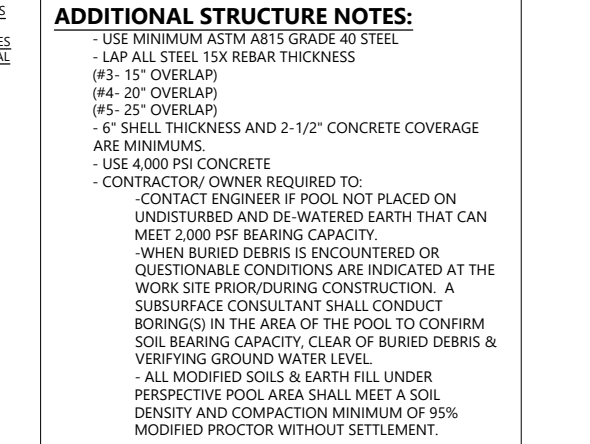 S
ES
AL
ADDITIONAL STRUCTURE NOTES:
- USE MINIMUM ASTM A815 GRADE 40 STEEL
- LAP ALL STEEL 15X REBAR THICKNESS
(#3- 15" OVERLAP)
(#4- 20" OVERLAP)
(#5- 25" OVERLAP)
- 6" SHELL THICKNESS AND 2-1/2" CONCRETE COVERAGE
ARE MINIMUMS.
- USE 4,000 PSI CONCRETE
- CONTRACTOR/ OWNER REQUIRED TO:
-CONTACT ENGINEER IF POOL NOT PLACED ON
UNDISTURBED AND DE-WATERED EARTH THAT CAN
MEET 2,000 PSF BEARING CAPACITY.
-WHEN BURIED DEBRIS IS ENCOUNTERED OR
QUESTIONABLE CONDITIONS ARE INDICATED AT THE
WORK SITE PRIOR/DURING CONSTRUCTION. A
SUBSURFACE CONSULTANT SHALL CONDUCT
BORING(S) IN THE AREA OF THE POOL TO CONFIRM
SOIL BEARING CAPACITY, CLEAR OF BURIED DEBRIS &
VERIFYING GROUND WATER LEVEL.
- ALL MODIFIED SOILS & EARTH FILL UNDER
PERSPECTIVE POOL AREA SHALL MEET A SOIL
DENSITY AND COMPACTION MINIMUM OF 95%
MODIFIED PROCTOR WITHOUT SETTLEMENT.